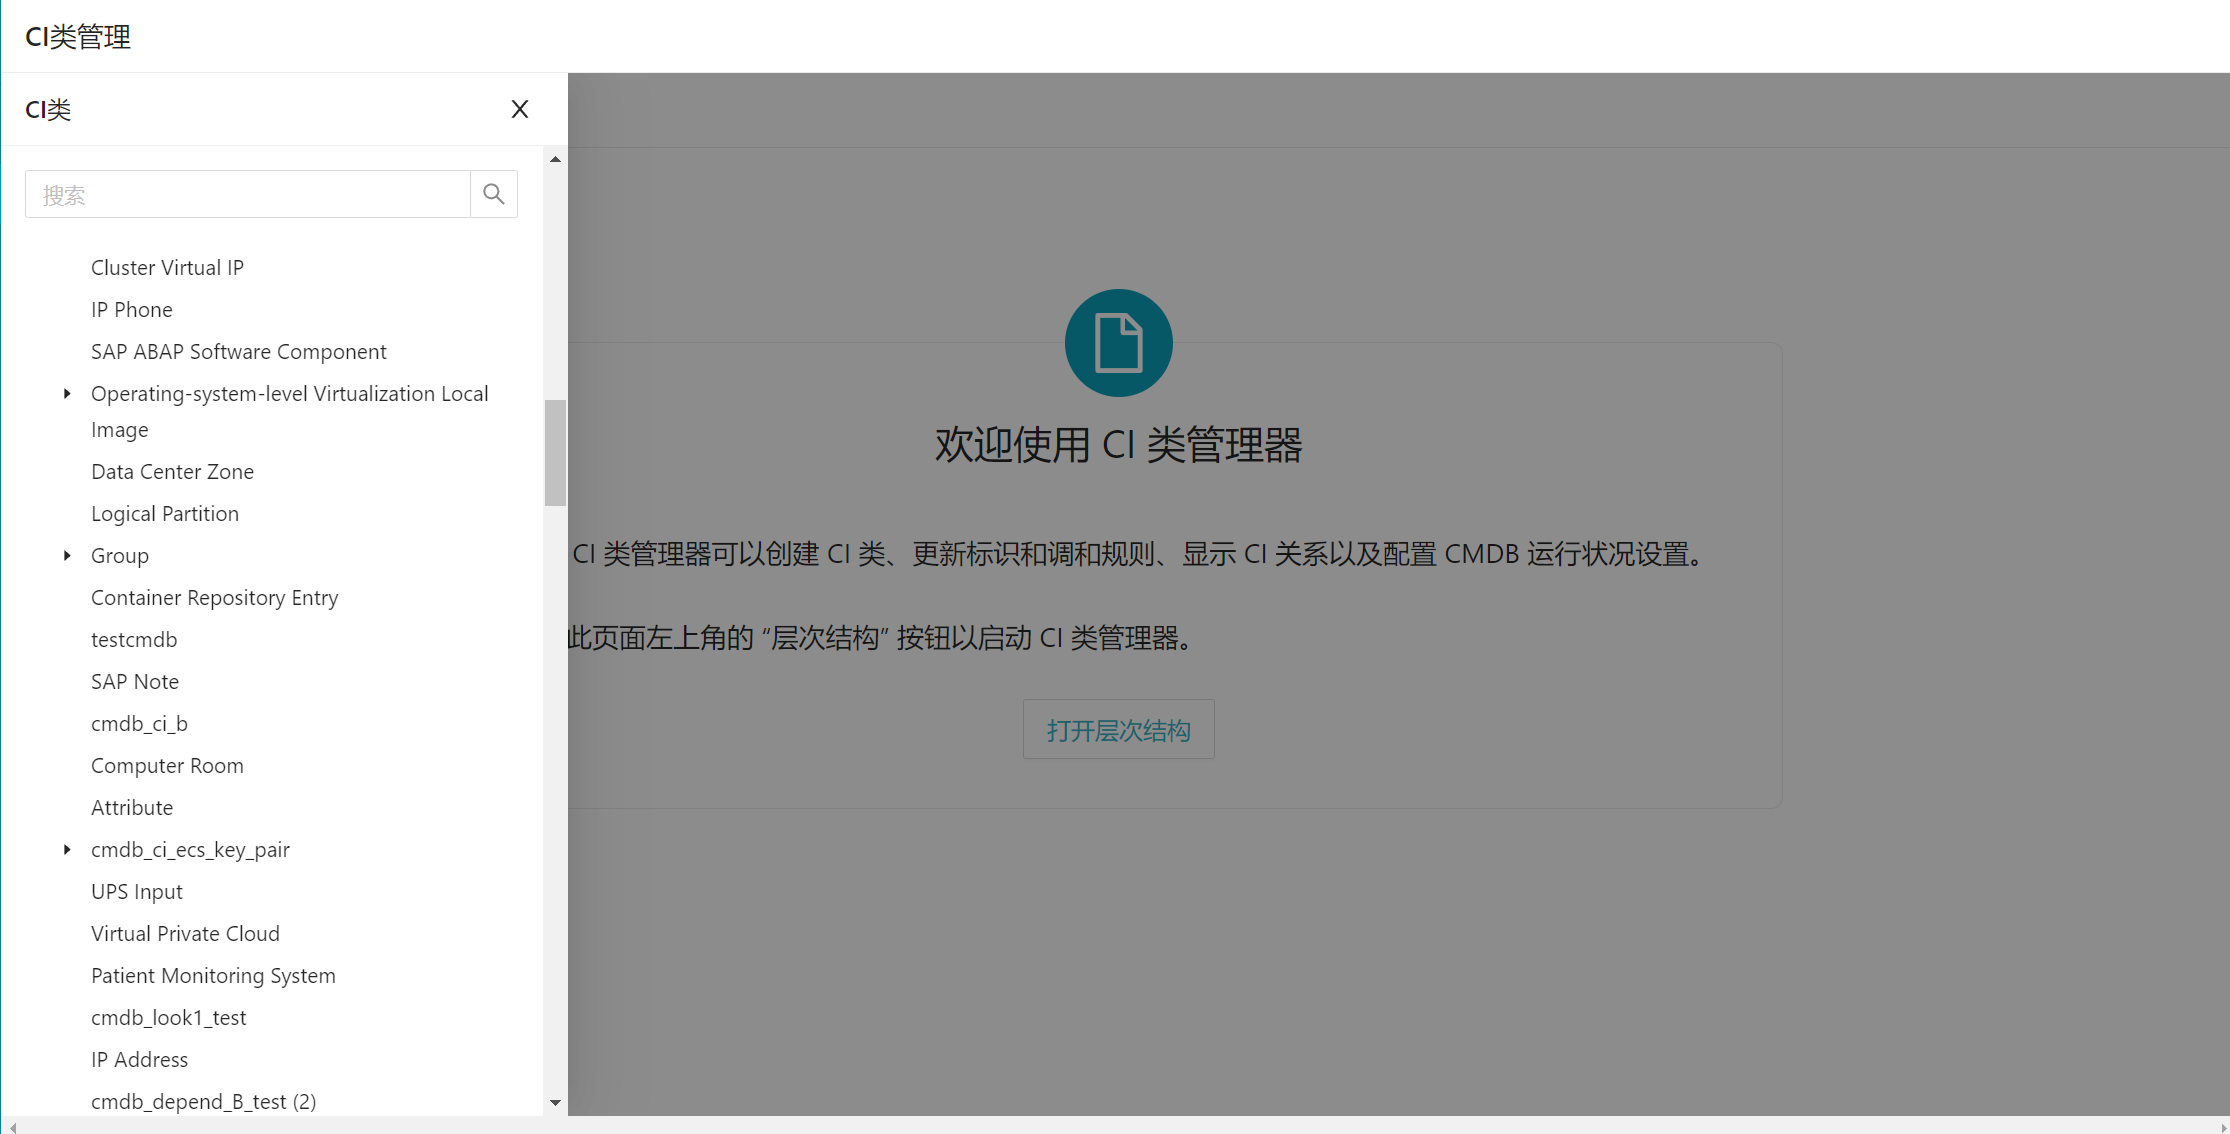 CI类管理
CI类
X
搜索
Cluster Virtual IP
IP Phone
SAP ABAP Software Component
Operating-system-level Virtualization Local
Image
Data Center Zone
Logical Partition
Group
Container Repository Entry
testcmdb
SAP Note
cmdb_ci_b
Computer Room
Attribute
cmdb_ci_ecs_key_pair
UPS Input
Virtual Private Cloud
Patient Monitoring System
cmdb_look1_test
IP Address
cmdb_depend_B_test (2)
欢迎使用 CI 类管理器
CI 类管理器可以创建 CI 类、更新标识和调和规则、显示 CI 关系以及配置 CMDB 运行状况设置。
此页面左上角的 “层次结构” 按钮以启动 CI 类管理器。
打开层次结构